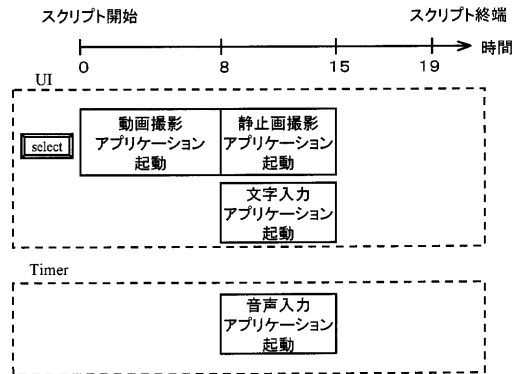 スクリプト開始
スクリプト終端
時間
0
8
15
19
UI
select
動画撮影
アプリケーション
起動
静止画撮影
アプリケーション
起動
文字入力
アプリケーション
起動
Timer
音声入力
アプリケーション
起動